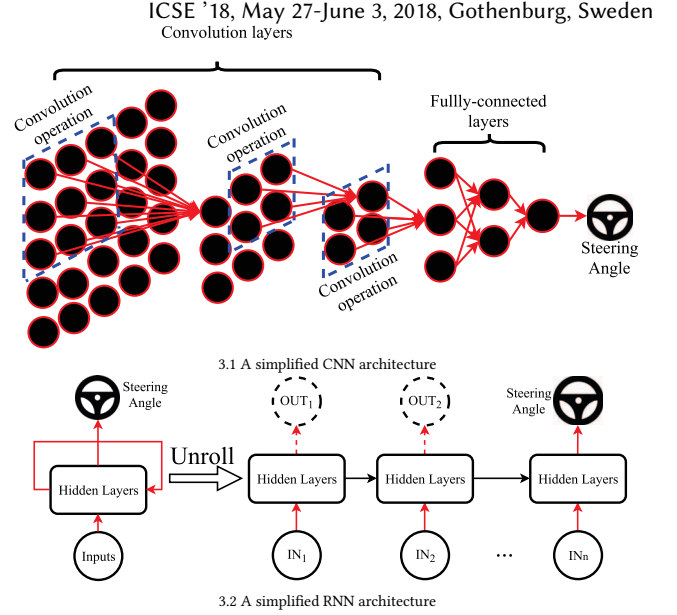 ICSE ’18, May 27-June 3, 2018, Gothenburg, Sweden
Convolution layers
Convolution
operation
Convolution
operation
Fullly-connected
layers
Convolution
operation
Steering
Angle
3.1 A simplified CNN architecture
Steering
Angle
Hidden Layers
Inputs
Unroll
OUT1
OUT2
Steering
Angle
Hidden Layers
Hidden Layers
Hidden Layers
IN1
IN2
...
INn
3.2 A simplified RNN architecture